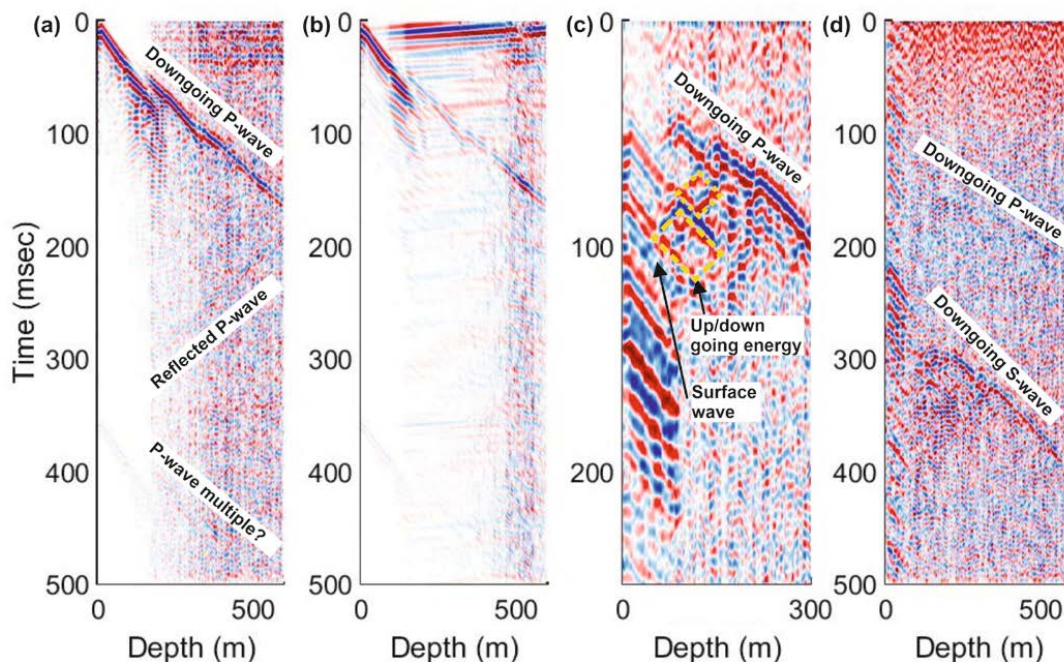 (a)
(b)
(c)
(d)
Time (msec)
0
100
200
300
400
500
Downgoing P-wave
Reflected P-wave
P-wave multiple?
0
500
Depth (m)
0
100
200
300
400
500
0
500
Depth (m)
0
100
200
Downgoing P-wave
Up/down
going energy
Surface
wave
0
300
Depth (m)
0
100
200
300
400
500
Downgoing P-wave
Downgoing S-wave
0
500
Depth (m)